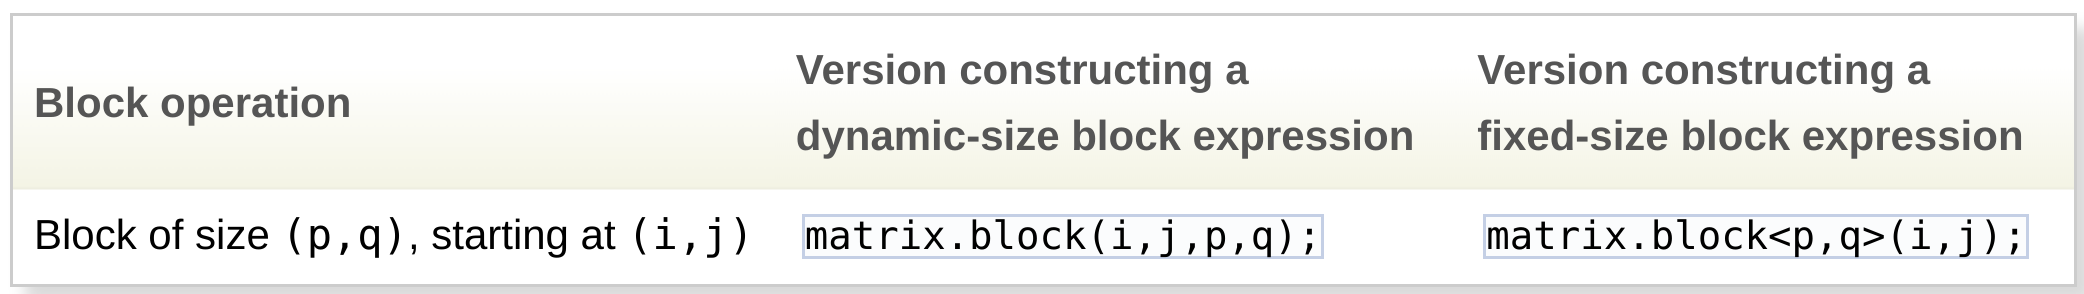 Block operation
Version constructing a
dynamic-size block expression
Version constructing a
fixed-size block expression
Block of size (p,q), starting at (i,j)
matrix.block(i,j,p,q);
matrix.block<p,q>(i,j);